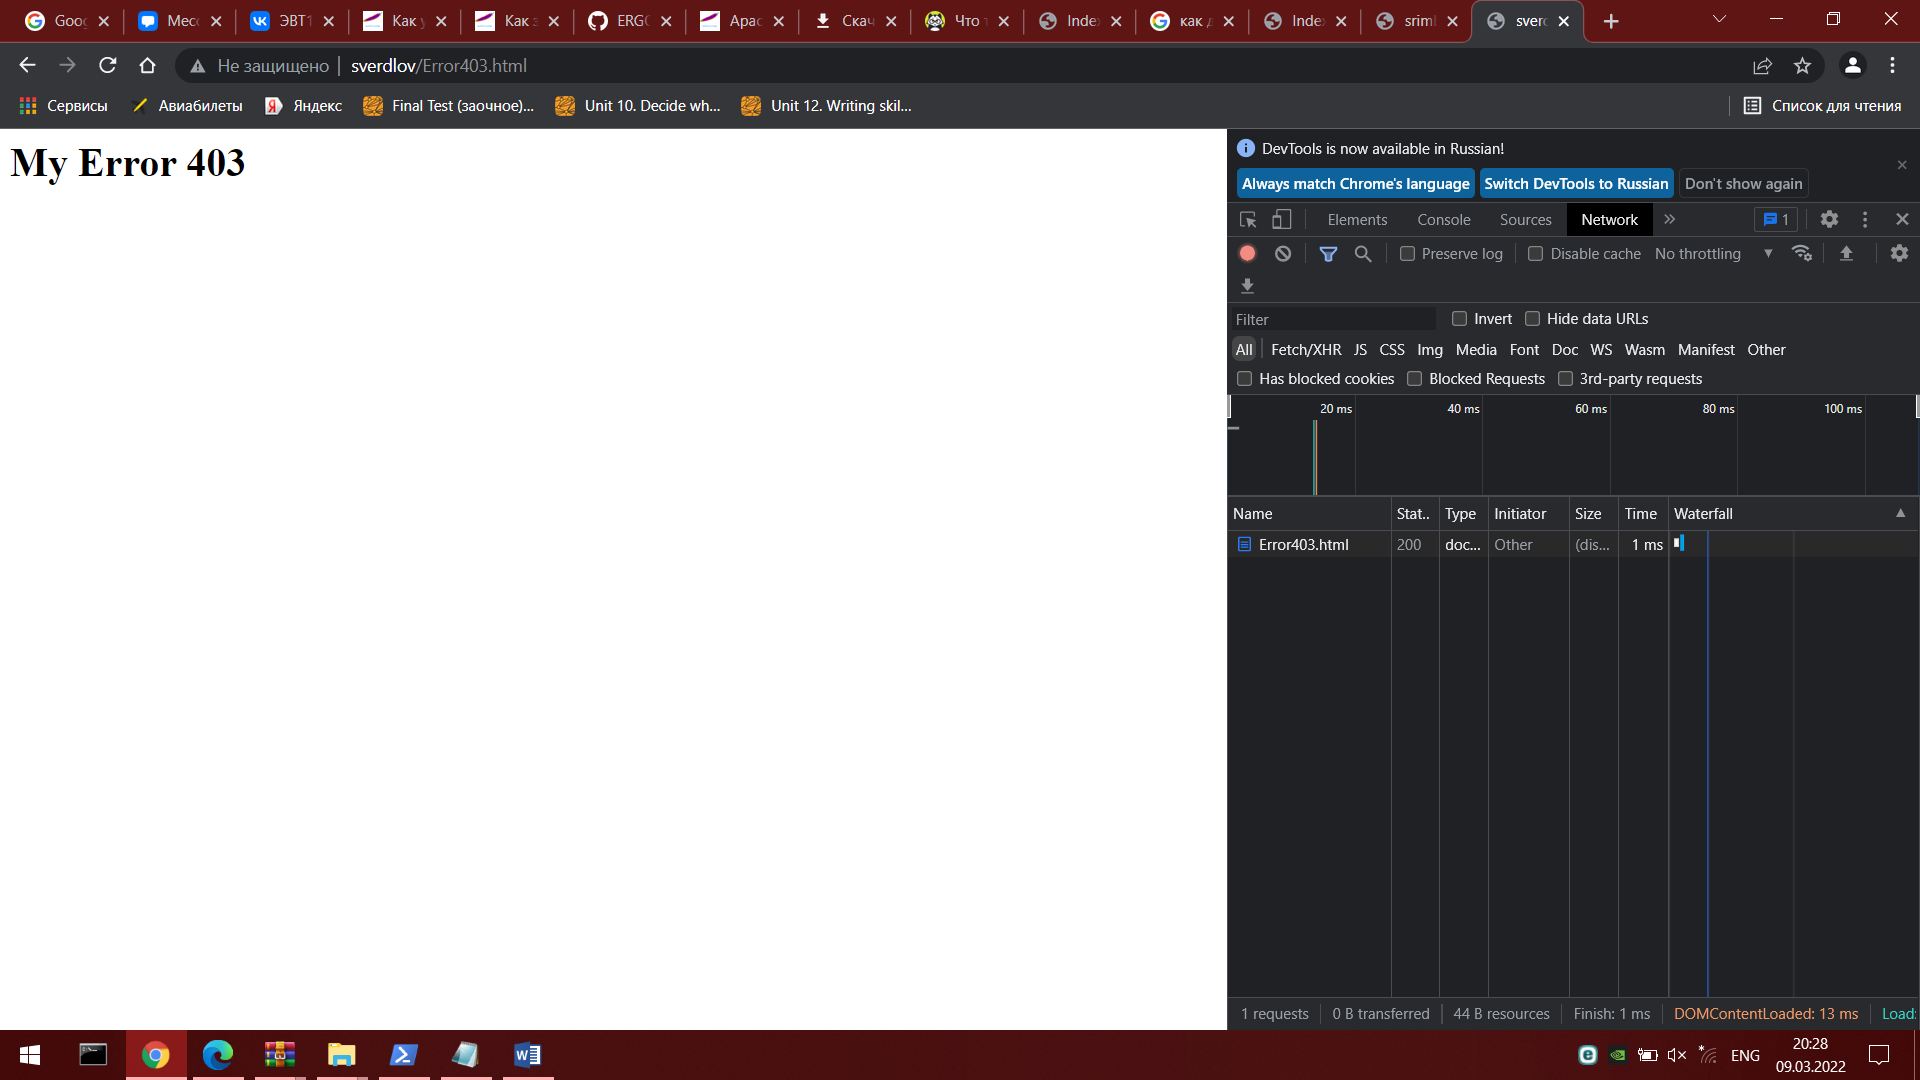 Goo Месс ЭВТ1 Как у Как з ERGO Apac Скач Что т Index как д Index sriml sverd
Не защищено sverdlov/Error403.html
Сервисы Авиабилеты Яндекс Final Test (заочное)... Unit 10. Decide wh... Unit 12. Writing skil... Список для чтения
My Error 403
DevTools is now available in Russian!
Always match Chrome's language Switch DevTools to Russian Don't show again
Elements Console Sources Network 1
Preserve log Disable cache No throttling
Filter Invert Hide data URLs
All Fetch/XHR JS CSS Img Media Font Doc WS Wasm Manifest Other
Has blocked cookies Blocked Requests 3rd-party requests
20 ms 40 ms 60 ms 80 ms 100 ms
Name Stat.. Type Initiator Size Time Waterfall
Error403.html 200 doc... Other (dis... 1 ms
1 requests 0 B transferred 44 B resources Finish: 1 ms DOMContentLoaded: 13 ms Load:
ENG
20:28
09.03.2022